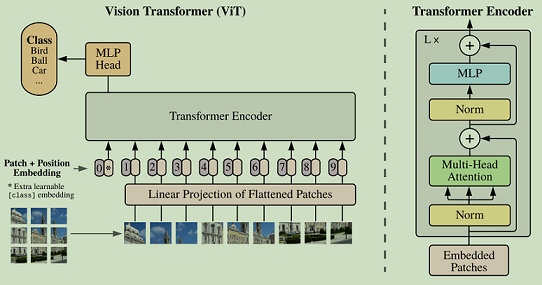 Vision Transformer (ViT)
Class
Bird
Ball
Car
...
MLP
Head
Transformer Encoder
Patch + Position
Embedding
* Extra learnable
[class] embedding
0 * 1 2 3 4 5 6 7 8 9
Linear Projection of Flattened Patches
Transformer Encoder
L x
+
MLP
Norm
+
Multi-Head
Attention
Norm
Embedded
Patches